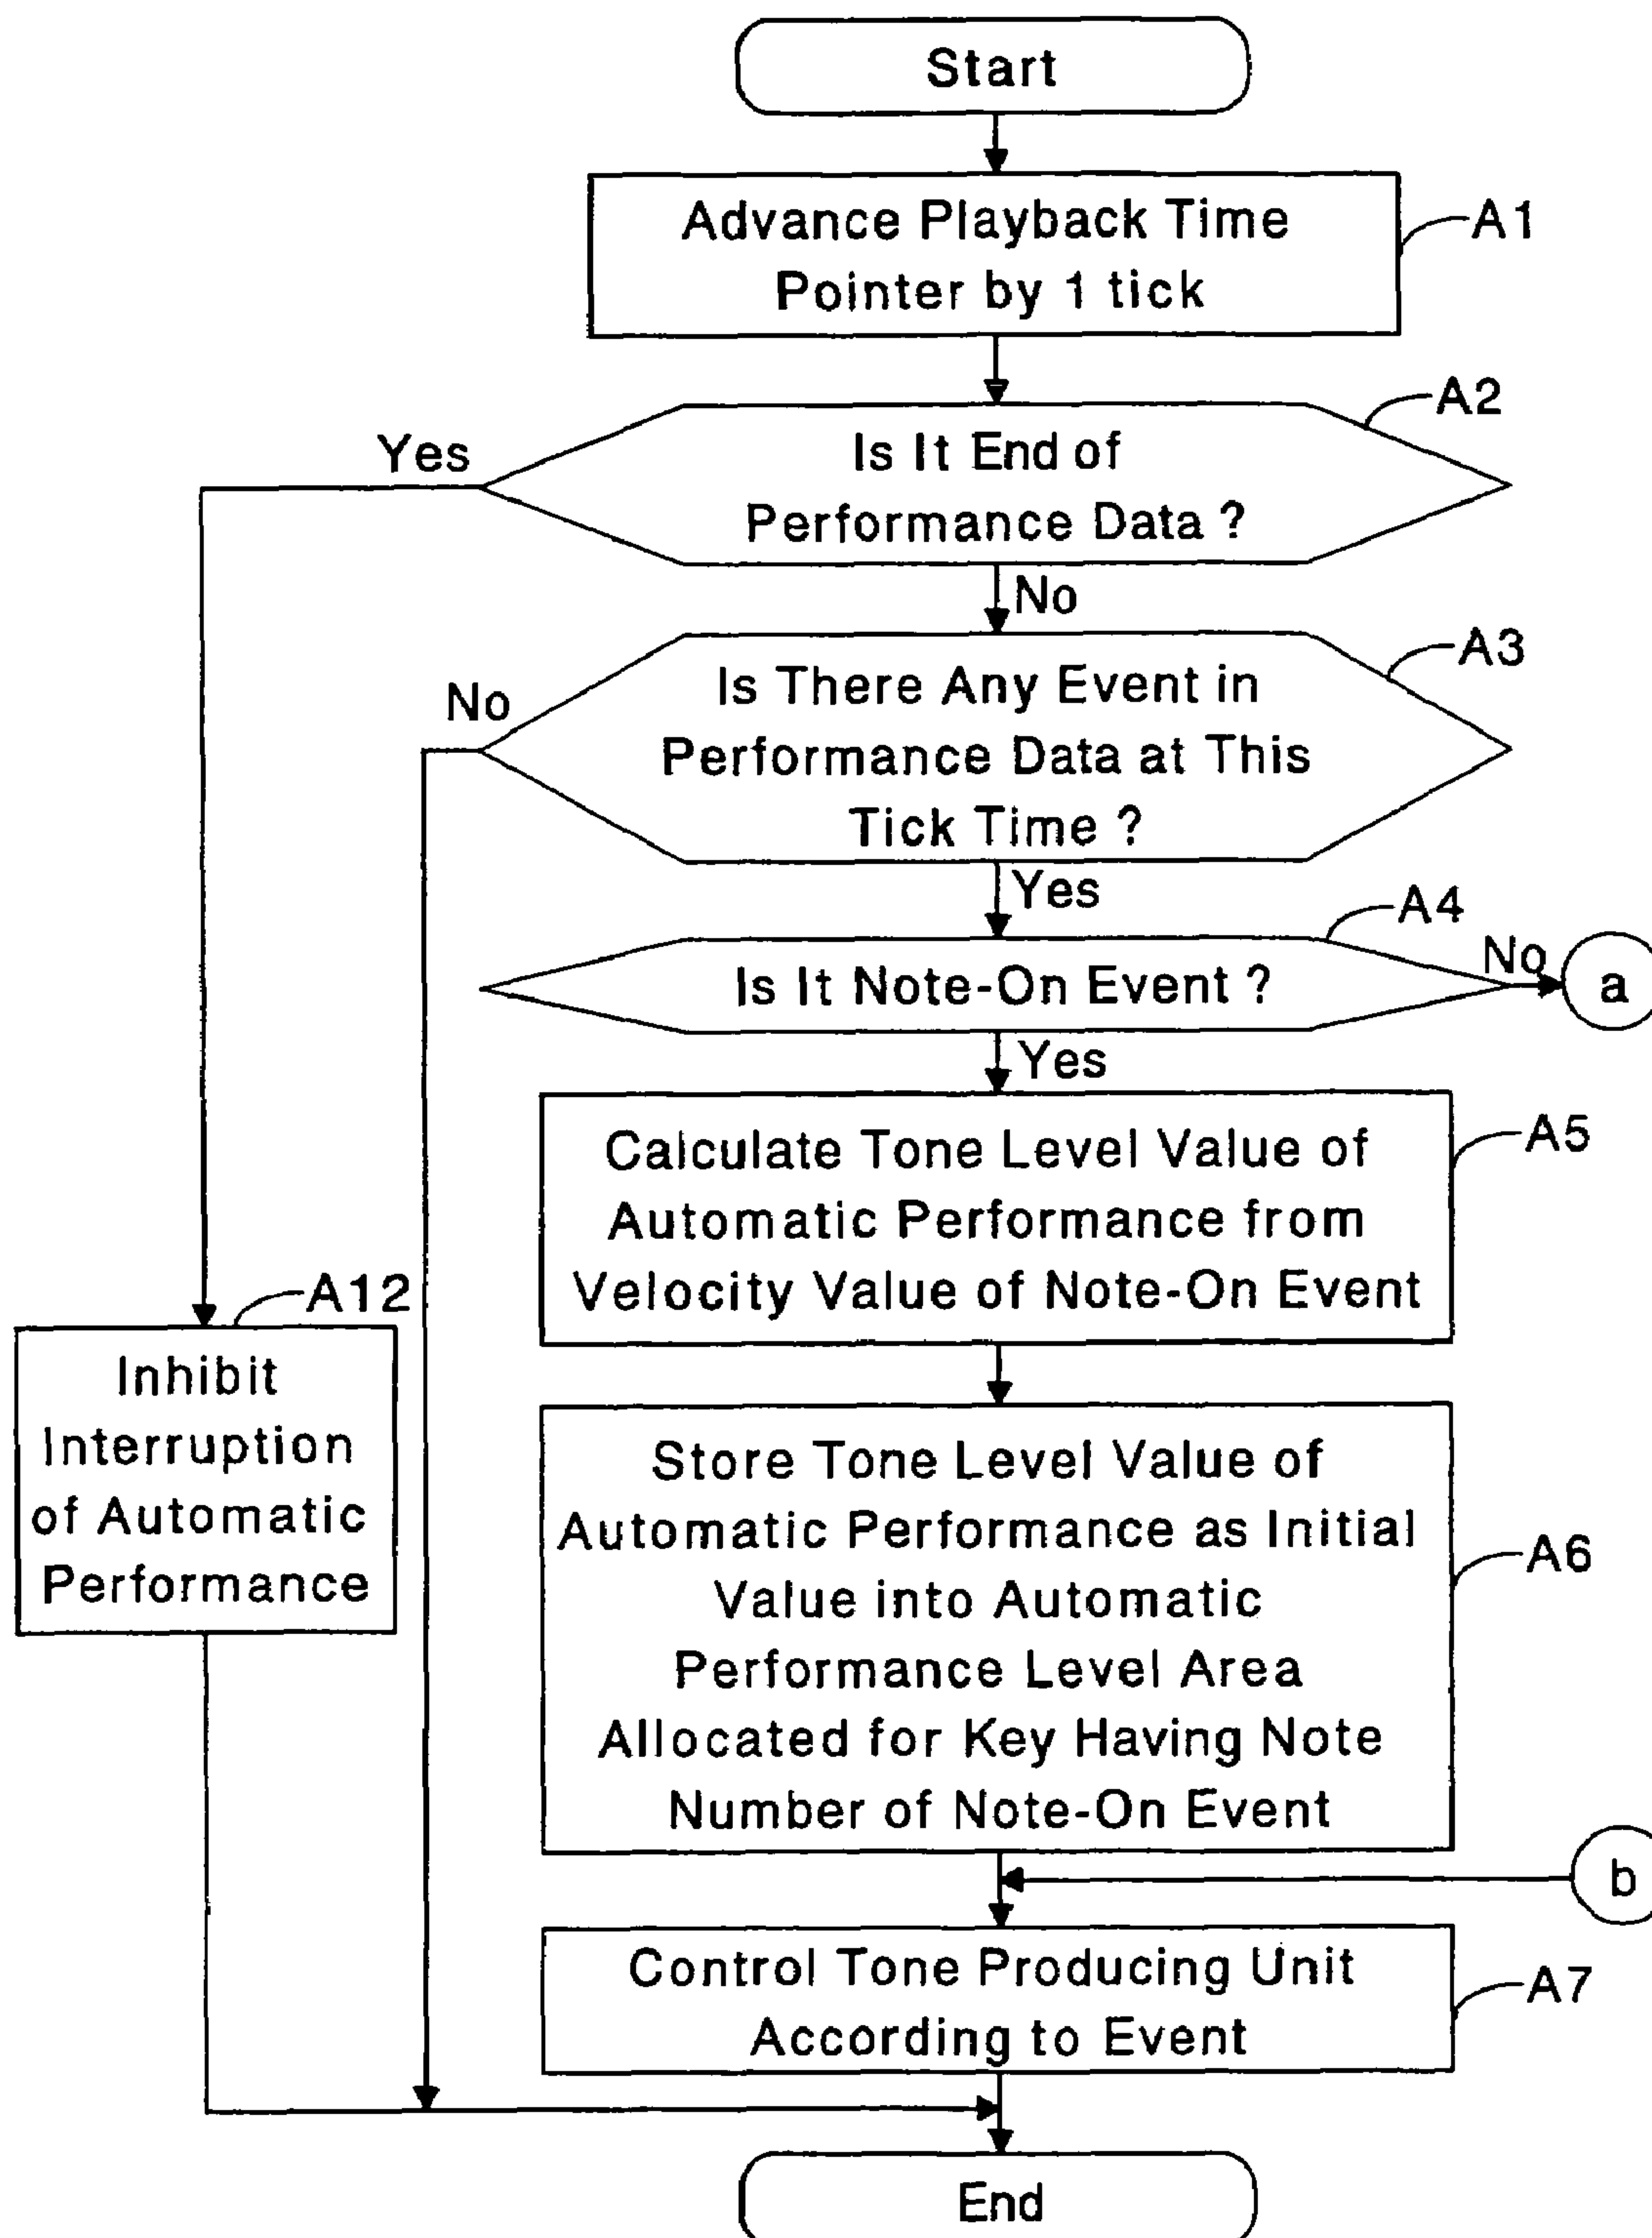 Start
Advance Playback Time
Pointer by 1 tick
A1
A2
Yes
Is It End of
Performance Data ?
No
A3
No
Is There Any Event in
Performance Data at This
Tick Time ?
Yes
A4
Is It Note-On Event ?
No
a
Yes
Calculate Tone Level Value of
Automatic Performance from
Velocity Value of Note-On Event
A5
A12
Inhibit
Interruption
of Automatic
Performance
Store Tone Level Value of
Automatic Performance as Initial
Value into Automatic
Performance Level Area
Allocated for Key Having Note
Number of Note-On Event
A6
b
Control Tone Producing Unit
According to Event
A7
End